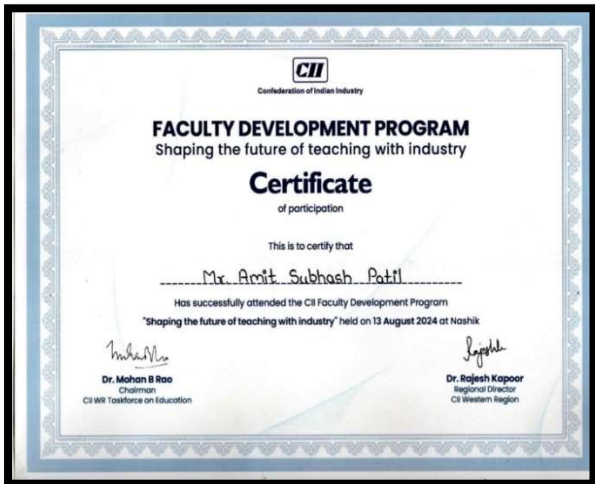 CII
Confederation of Indian Industry
FACULTY DEVELOPMENT PROGRAM
Shaping the future of teaching with industry
Certificate
of participation
This is to certify that
Mr. Amit Subhash Patil
Has successfully attended the CII Faculty Development Program
"Shaping the future of teaching with industry" held on 13 August 2024 at Nashik
Dr. Mohan B Rao
Chairman
CII WR Taskforce on Education
Rajesh
Dr. Rajesh Kapoor
Regional Director
CII Western Region